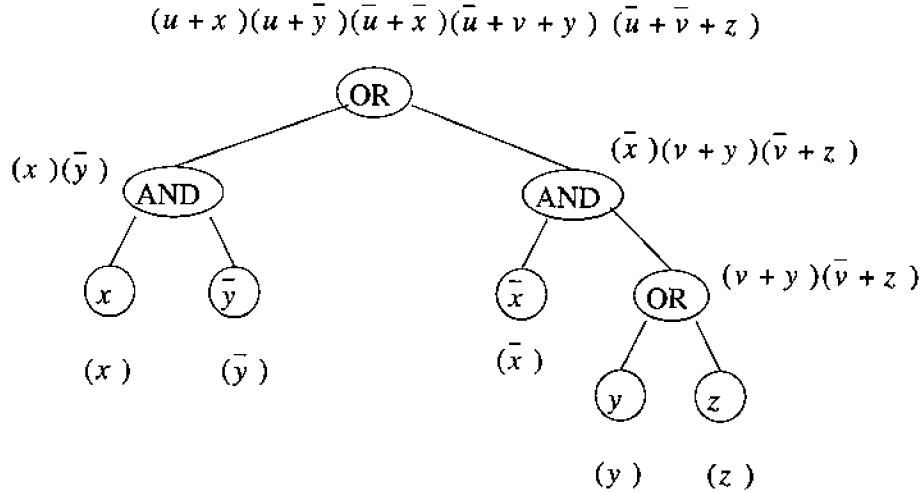 (u + x)(u + ȳ)(ū + x̄)(ū + v + y) (ū + v̄ + z)
OR
(x)(ȳ)
(x̄)(v + y)(v̄ + z)
AND
AND
x
ȳ
x̄
OR
(v + y)(v̄ + z)
(x)
(ȳ)
(x̄)
y
z
(y)
(z)